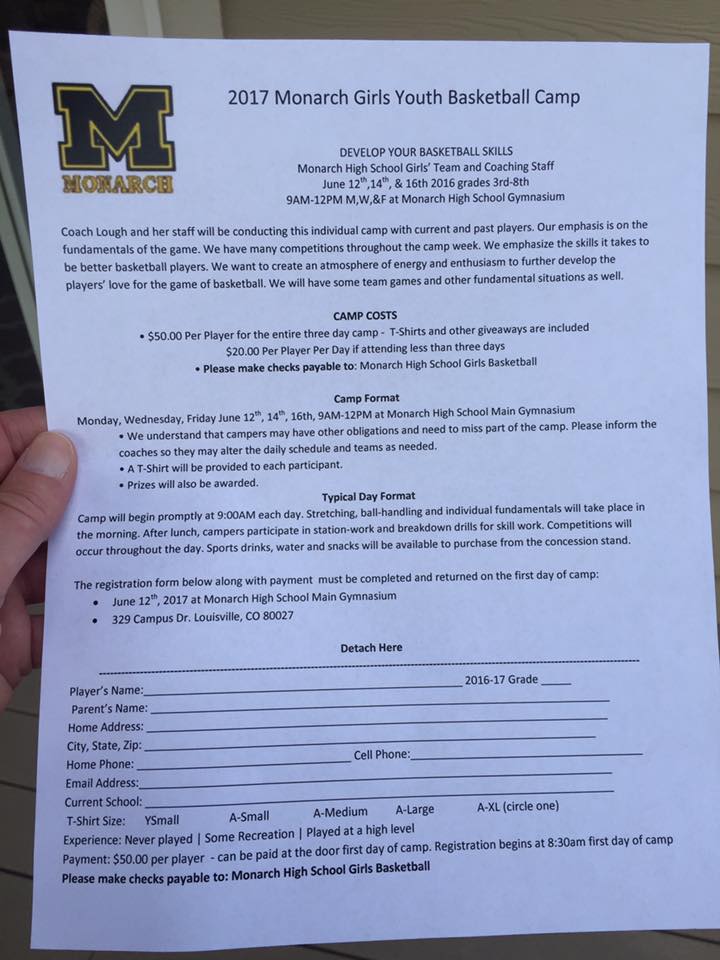 M
MONARCH
2017 Monarch Girls Youth Basketball Camp
DEVELOP YOUR BASKETBALL SKILLS
Monarch High School Girls' Team and Coaching Staff
June 12th,14th, & 16th 2016 grades 3rd-8th
9AM-12PM M,W,&F at Monarch High School Gymnasium
Coach Lough and her staff will be conducting this individual camp with current and past players. Our emphasis is on the
fundamentals of the game. We have many competitions throughout the camp week. We emphasize the skills it takes to
be better basketball players. We want to create an atmosphere of energy and enthusiasm to further develop the
players' love for the game of basketball. We will have some team games and other fundamental situations as well.
CAMP COSTS
• $50.00 Per Player for the entire three day camp - T-Shirts and other giveaways are included
$20.00 Per Player Per Day if attending less than three days
• Please make checks payable to: Monarch High School Girls Basketball
Camp Format
Monday, Wednesday, Friday June 12th, 14th, 16th, 9AM-12PM at Monarch High School Main Gymnasium
• We understand that campers may have other obligations and need to miss part of the camp. Please inform the
coaches so they may alter the daily schedule and teams as needed.
• A T-Shirt will be provided to each participant.
• Prizes will also be awarded.
Typical Day Format
Camp will begin promptly at 9:00AM each day. Stretching, ball-handling and individual fundamentals will take place in
the morning. After lunch, campers participate in station-work and breakdown drills for skill work. Competitions will
occur throughout the day. Sports drinks, water and snacks will be available to purchase from the concession stand.
The registration form below along with payment must be completed and returned on the first day of camp:
• June 12th, 2017 at Monarch High School Main Gymnasium
• 329 Campus Dr. Louisville, CO 80027
Detach Here
Player's Name:____ 2016-17 Grade ____
Parent's Name: ____
Home Address: ____
City, State, Zip: ____
Home Phone: ____ Cell Phone:____
Email Address:____
Current School: ____
T-Shirt Size: YSmall A-Small A-Medium A-Large A-XL (circle one)
Experience: Never played | Some Recreation | Played at a high level
Payment: $50.00 per player - can be paid at the door first day of camp. Registration begins at 8:30am first day of camp
Please make checks payable to: Monarch High School Girls Basketball